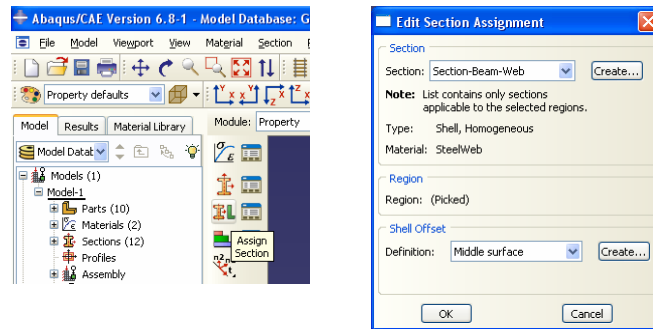 Abaqus/CAE Version 6.8-1 - Model Database: G
File Model Viewport View Material Section
Property defaults
Model Results Material Library
Module: Property
Model Datab
Models (1)
Model-1
Parts (10)
Materials (2)
Sections (12)
Profiles
Assembly
Assign
Section
Edit Section Assignment
Section
Section: Section-Beam-Web Create...
Note: List contains only sections
applicable to the selected regions.
Type: Shell, Homogeneous
Material: SteelWeb
Region
Region: (Picked)
Shell Offset
Definition: Middle surface Create...
OK Cancel